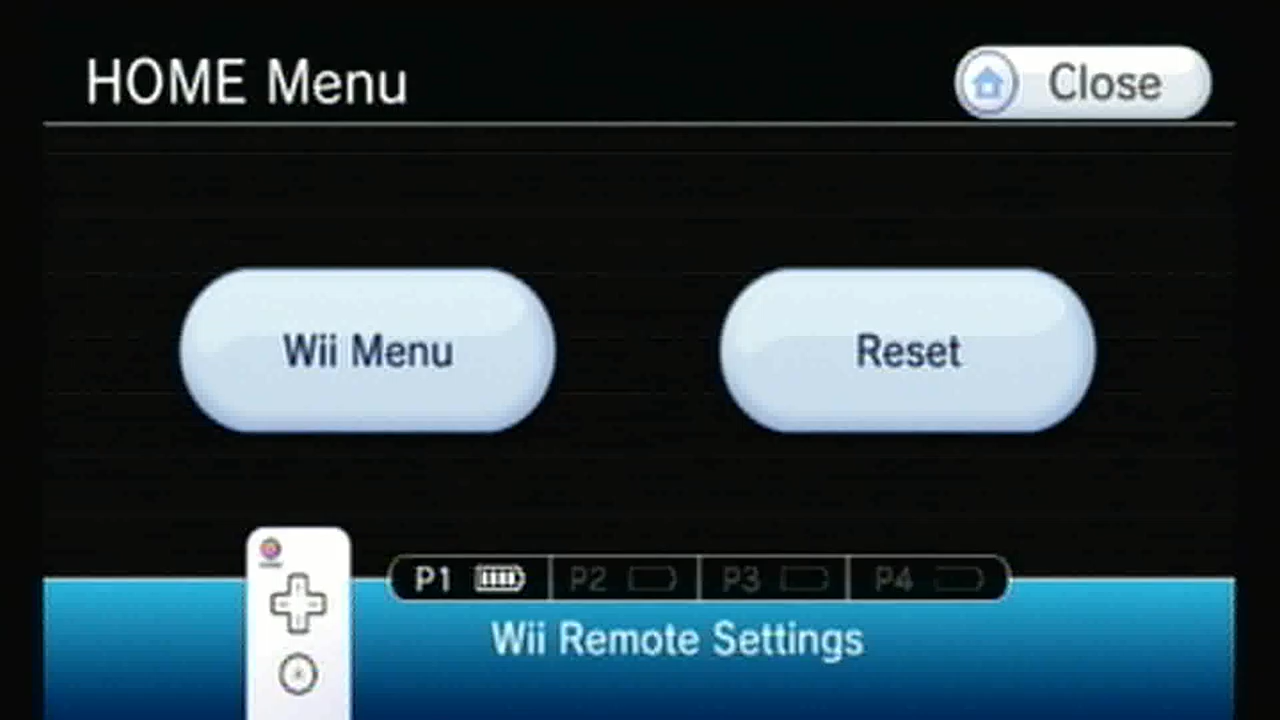 HOME Menu
Close
Wii Menu
Reset
P1 P2 P3 P4
Wii Remote Settings